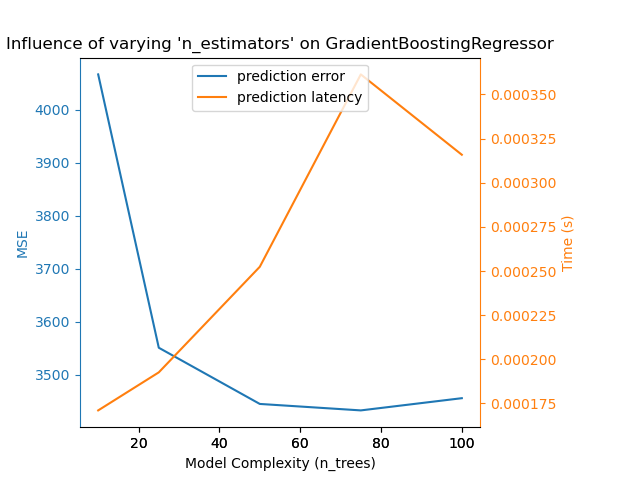 Influence of varying 'n_estimators' on GradientBoostingRegressor
prediction error
prediction latency
4000
3900
3800
3700
3600
3500
MSE
0.000350
0.000325
0.000300
0.000275
0.000250
0.000225
0.000200
0.000175
Time (s)
20 40 60 80 100
Model Complexity (n_trees)